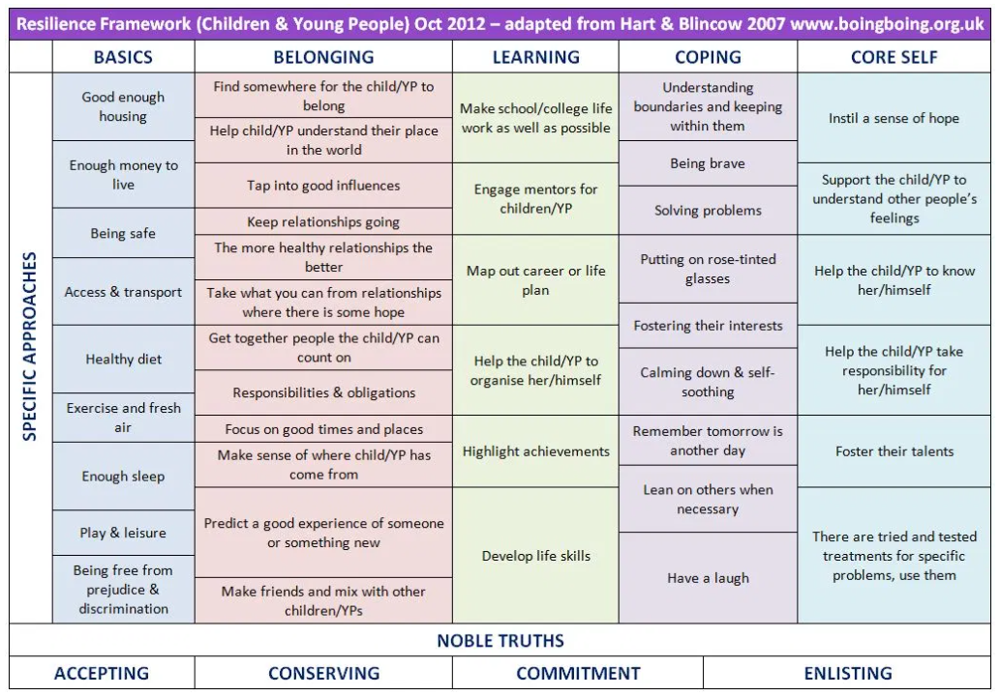 Resilience Framework (Children & Young People) Oct 2012 – adapted from Hart & Blincow 2007 www.boingboing.org.uk
BASICS
BELONGING
LEARNING
COPING
CORE SELF
SPECIFIC APPROACHES
Good enough
housing
Enough money to
live
Being safe
Access & transport
Healthy diet
Exercise and fresh
air
Enough sleep
Play & leisure
Being free from
prejudice &
discrimination
Find somewhere for the child/YP to
belong
Help child/YP understand their place
in the world
Tap into good influences
Keep relationships going
The more healthy relationships the
better
Take what you can from relationships
where there is some hope
Get together people the child/YP can
count on
Responsibilities & obligations
Focus on good times and places
Make sense of where child/YP has
come from
Predict a good experience of someone
or something new
Make friends and mix with other
children/YPs
Make school/college life
work as well as possible
Engage mentors for
children/YP
Map out career or life
plan
Help the child/YP to
organise her/himself
Highlight achievements
Develop life skills
Understanding
boundaries and keeping
within them
Being brave
Solving problems
Putting on rose-tinted
glasses
Fostering their interests
Calming down & self-
soothing
Remember tomorrow is
another day
Lean on others when
necessary
Have a laugh
Instil a sense of hope
Support the child/YP to
understand other people's
feelings
Help the child/YP to know
her/himself
Help the child/YP take
responsibility for
her/himself
Foster their talents
There are tried and tested
treatments for specific
problems, use them
NOBLE TRUTHS
ACCEPTING
CONSERVING
COMMITMENT
ENLISTING